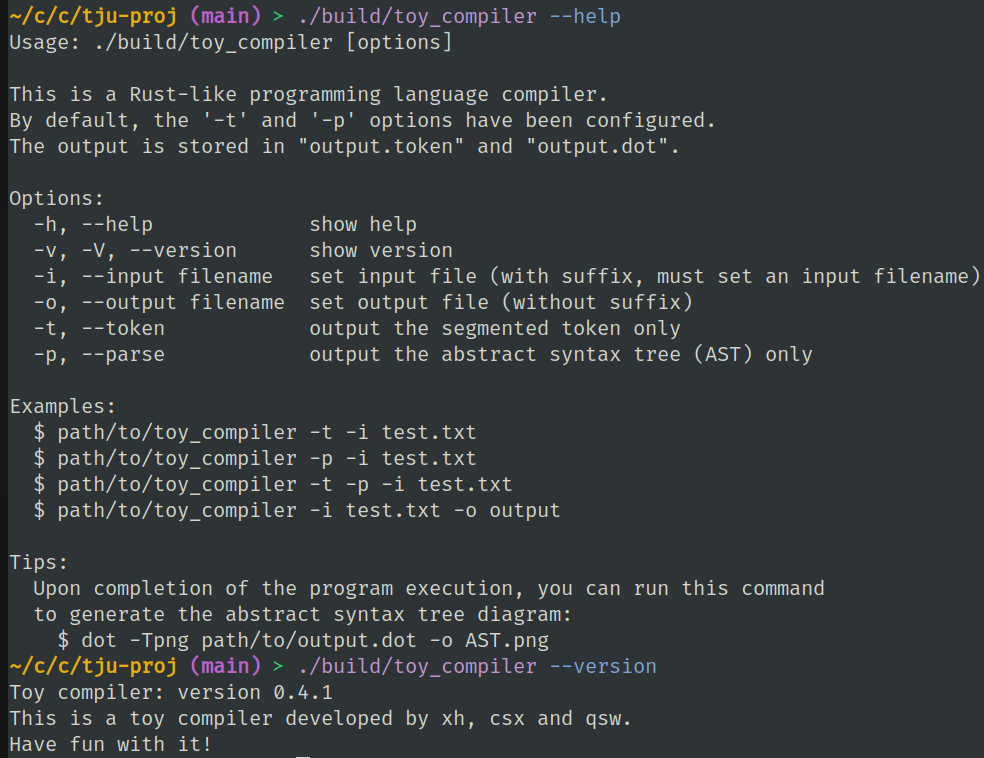 ~/c/c/tju-proj (main) > ./build/toy_compiler --help
Usage: ./build/toy_compiler [options]

This is a Rust-like programming language compiler.
By default, the '-t' and '-p' options have been configured.
The output is stored in "output.token" and "output.dot".

Options:
  -h, --help             show help
  -v, -V, --version      show version
  -i, --input filename   set input file (with suffix, must set an input filename)
  -o, --output filename  set output file (without suffix)
  -t, --token            output the segmented token only
  -p, --parse            output the abstract syntax tree (AST) only

Examples:
  $ path/to/toy_compiler -t -i test.txt
  $ path/to/toy_compiler -p -i test.txt
  $ path/to/toy_compiler -t -p -i test.txt
  $ path/to/toy_compiler -i test.txt -o output

Tips:
  Upon completion of the program execution, you can run this command
  to generate the abstract syntax tree diagram:
    $ dot -Tpng path/to/output.dot -o AST.png
~/c/c/tju-proj (main) > ./build/toy_compiler --version
Toy compiler: version 0.4.1
This is a toy compiler developed by xh, csx and qsw.
Have fun with it!